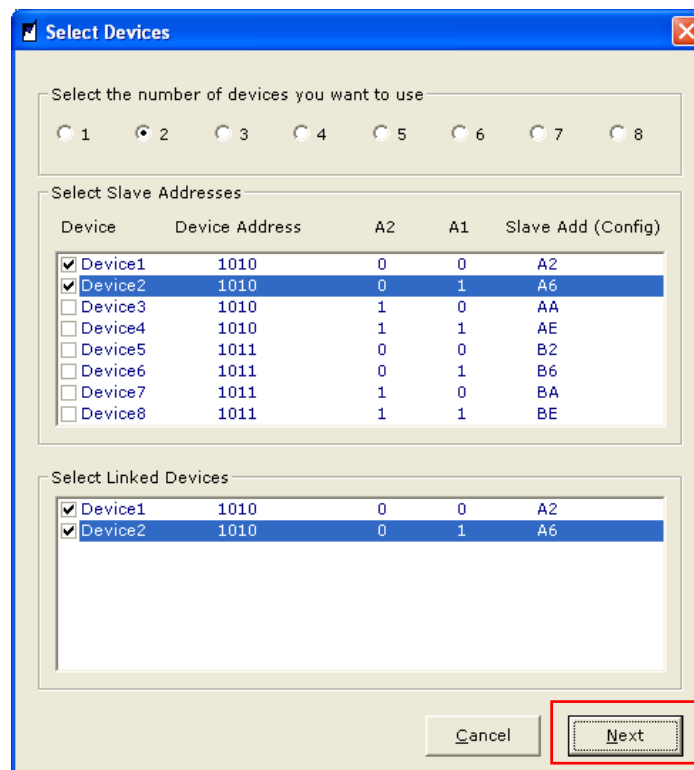 Select Devices
Select the number of devices you want to use
1 2 3 4 5 6 7 8
Select Slave Addresses
Device Device Address A2 A1 Slave Add (Config)
Device1 1010 0 0 A2
Device2 1010 0 1 A6
Device3 1010 1 0 AA
Device4 1010 1 1 AE
Device5 1011 0 0 B2
Device6 1011 0 1 B6
Device7 1011 1 0 BA
Device8 1011 1 1 BE
Select Linked Devices
Device1 1010 0 0 A2
Device2 1010 0 1 A6
Cancel Next